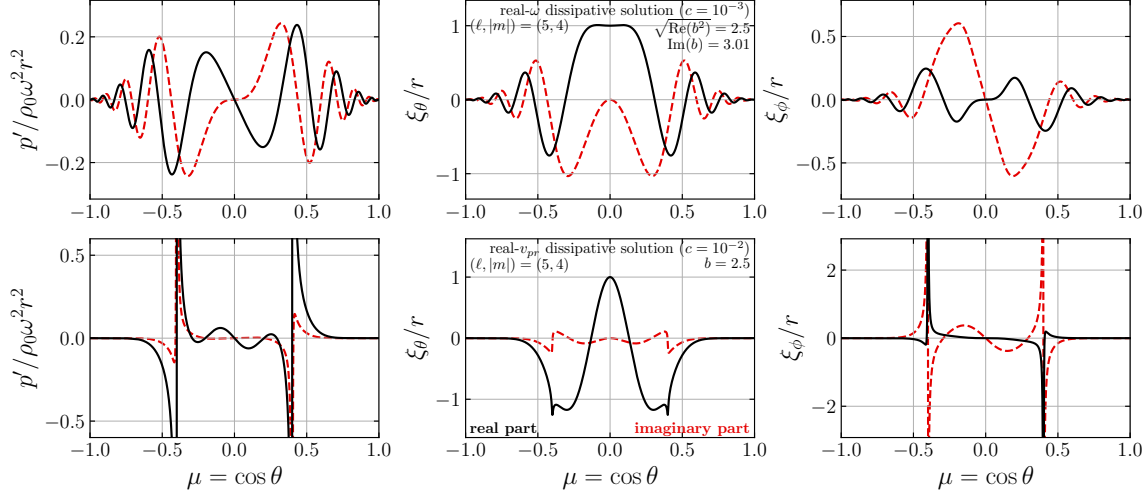 real-ω dissipative solution (c = 10⁻³)
(ℓ, |m|) = (5, 4)
√Re(b²) = 2.5
Im(b) = 3.01
p′/ρ₀ω²r²
0.2
0.0
−0.2
−1.0 −0.5 0.0 0.5 1.0
ξθ/r
1
0
−1
−1.0 −0.5 0.0 0.5 1.0
ξϕ/r
0.5
0.0
−0.5
−1.0 −0.5 0.0 0.5 1.0
real-vₚᵣ dissipative solution (c = 10⁻²)
(ℓ, |m|) = (5, 4)
b = 2.5
p′/ρ₀ω²r²
0.5
0.0
−0.5
−1.0 −0.5 0.0 0.5 1.0
μ = cos θ
ξθ/r
1
0
−1
real part
imaginary part
−1.0 −0.5 0.0 0.5 1.0
μ = cos θ
ξϕ/r
2
0
−2
−1.0 −0.5 0.0 0.5 1.0
μ = cos θ